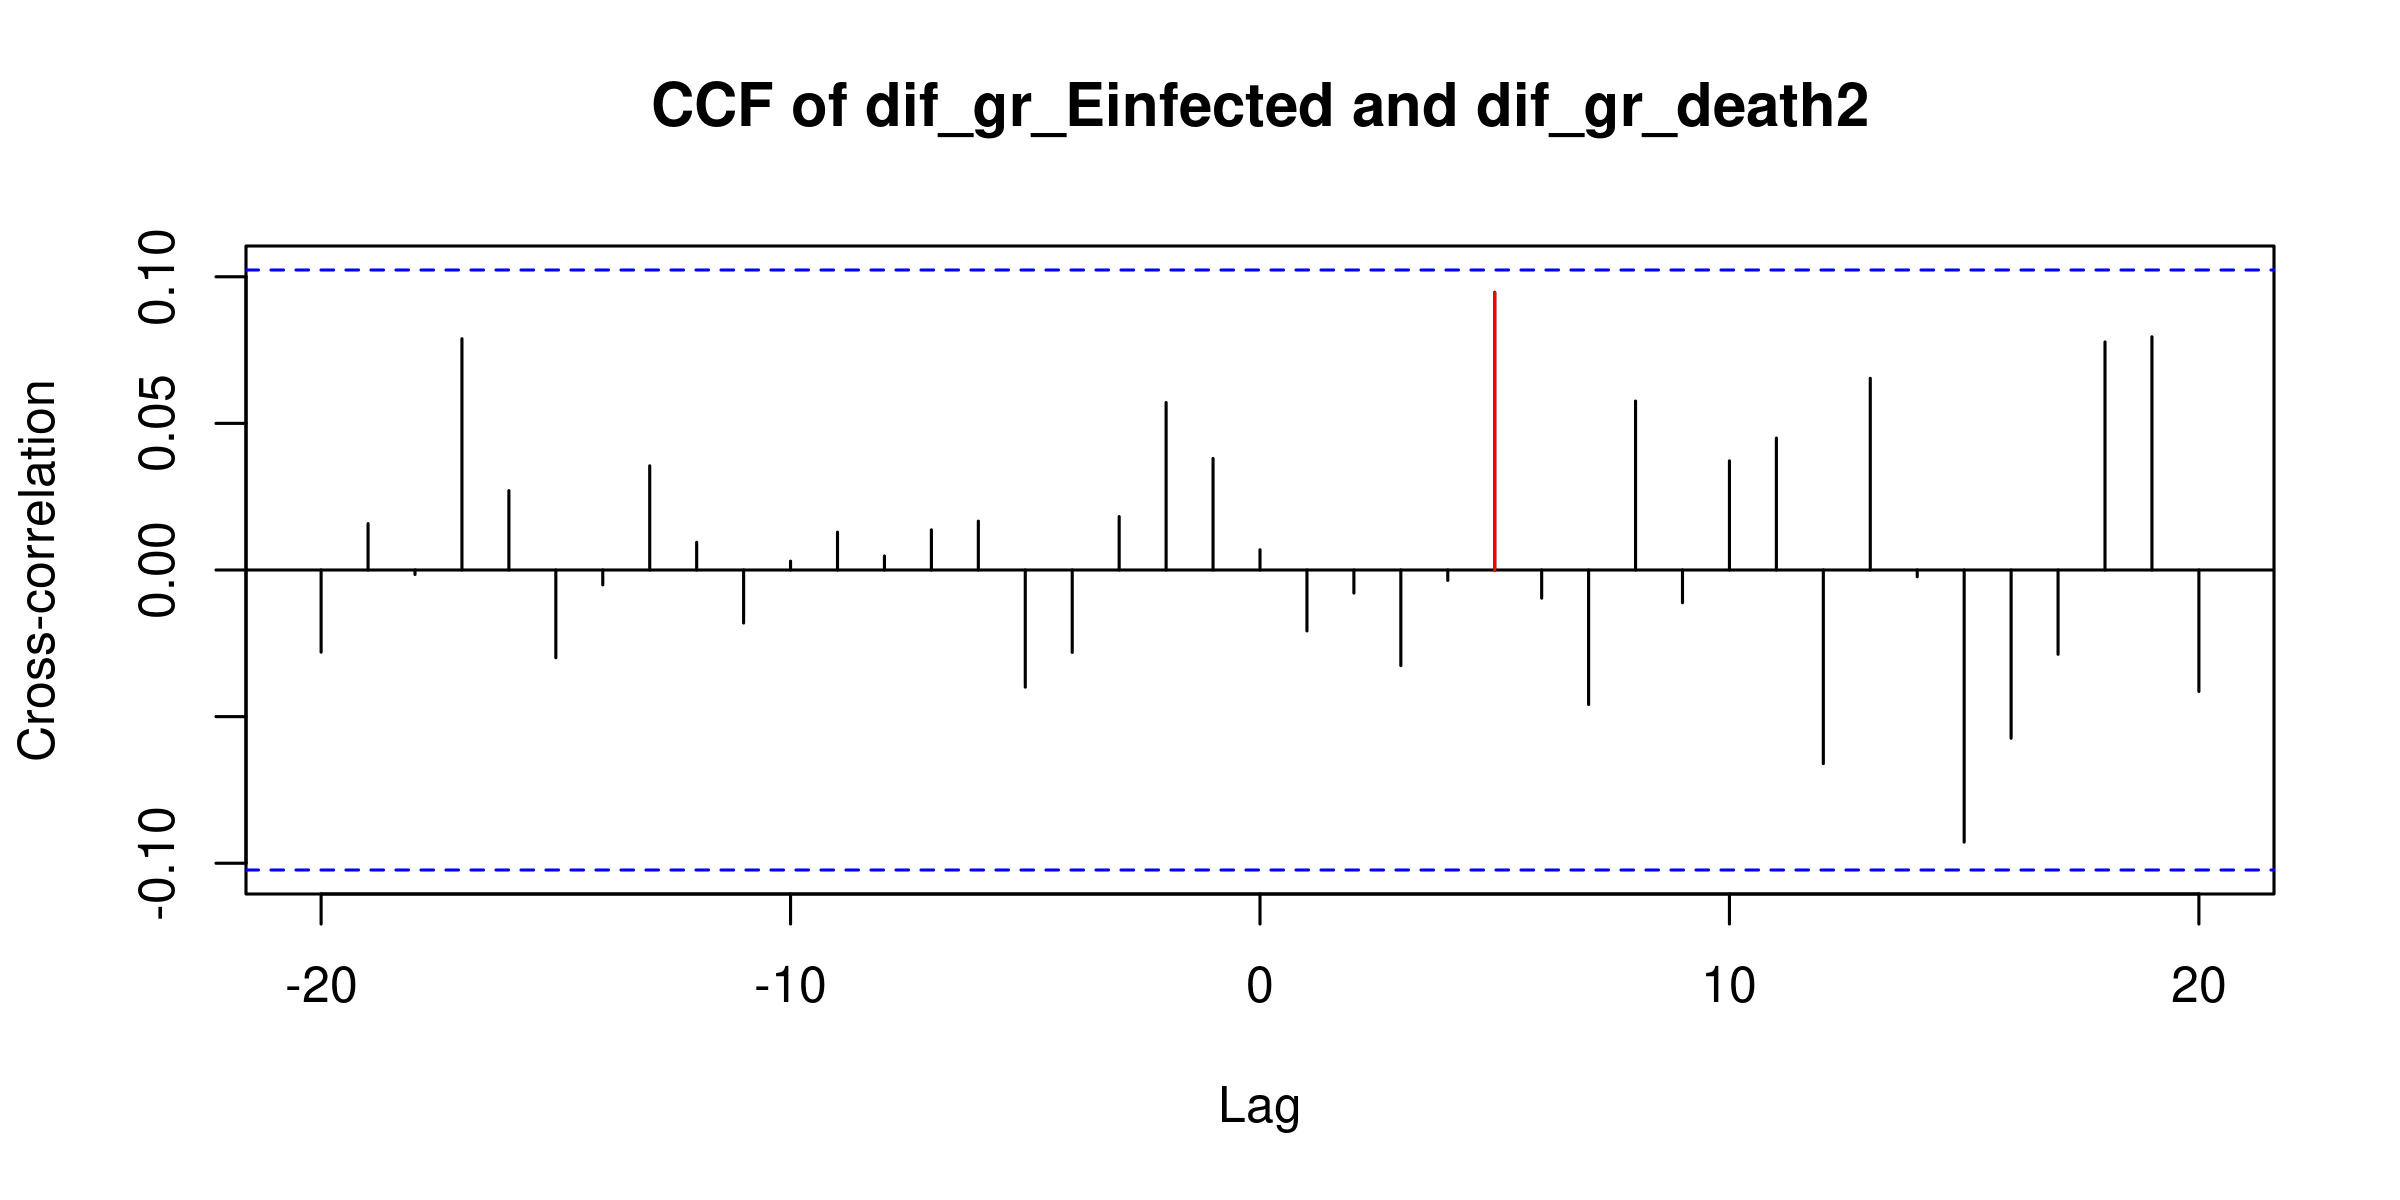 CCF of dif_gr_Einfected and dif_gr_death2
Cross-correlation
0.10
0.05
0.00
-0.10
-20 -10 0 10 20
Lag